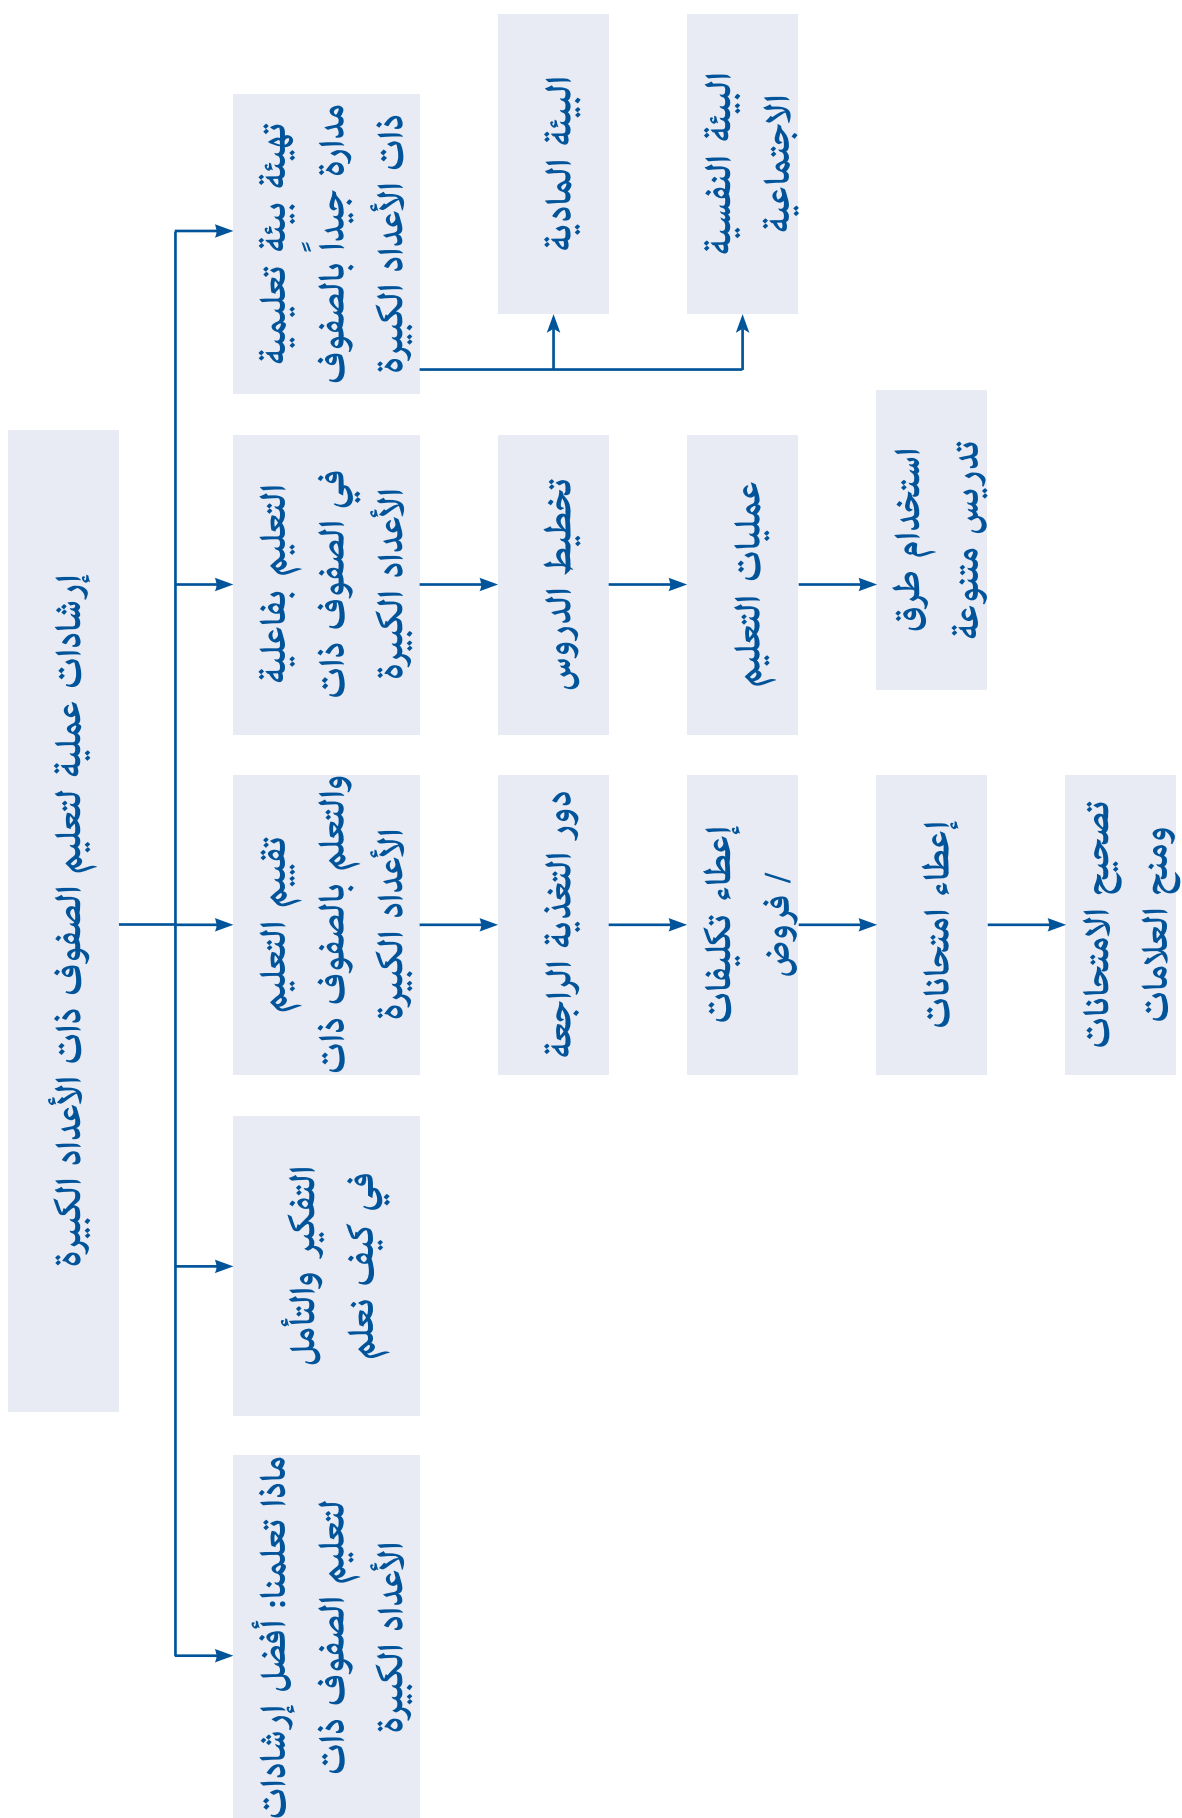 إرشادات عملية لتعليم الصفوف ذات الأعداد الكبيرة
تهيئة بيئة تعليمية
مدارة جيداً بالصفوف
ذات الأعداد الكبيرة
البيئة المادية
البيئة النفسية
الاجتماعية
التعليم بفاعلية
في الصفوف ذات
الأعداد الكبيرة
تخطيط الدروس
عمليات التعليم
استخدام طرق
تدريس متنوعة
تقييم التعليم
والتعلم بالصفوف ذات
الأعداد الكبيرة
دور التغذية الراجعة
إعطاء تكليفات
/ فروض
إعطاء امتحانات
تصحيح الامتحانات
ومنح العلامات
التفكير والتأمل
في كيف نعلم
ماذا تعلمنا: أفضل إرشادات
لتعليم الصفوف ذات
الأعداد الكبيرة